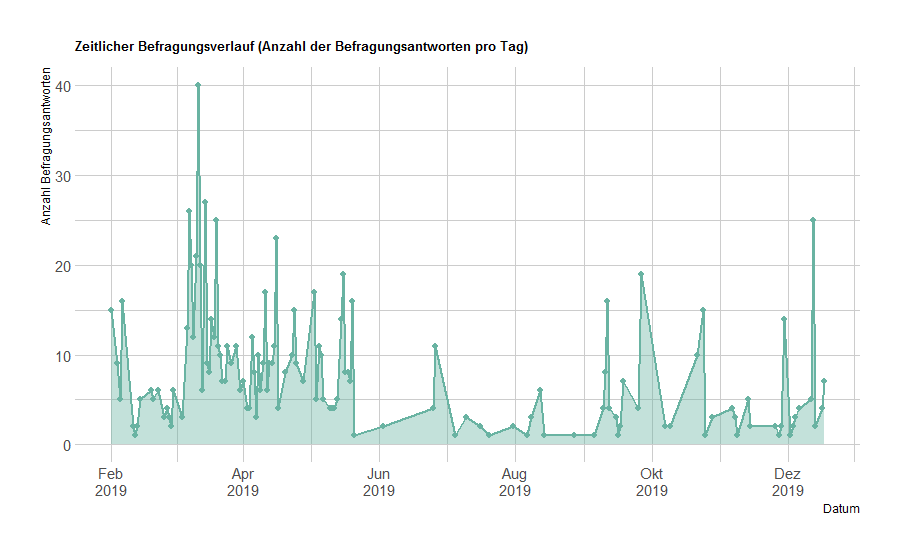 Zeitlicher Befragungsverlauf (Anzahl der Befragungsantworten pro Tag)
Anzahl Befragungsantworten
40
30
20
10
0
Feb
2019
Apr
2019
Jun
2019
Aug
2019
Okt
2019
Dez
2019
Datum